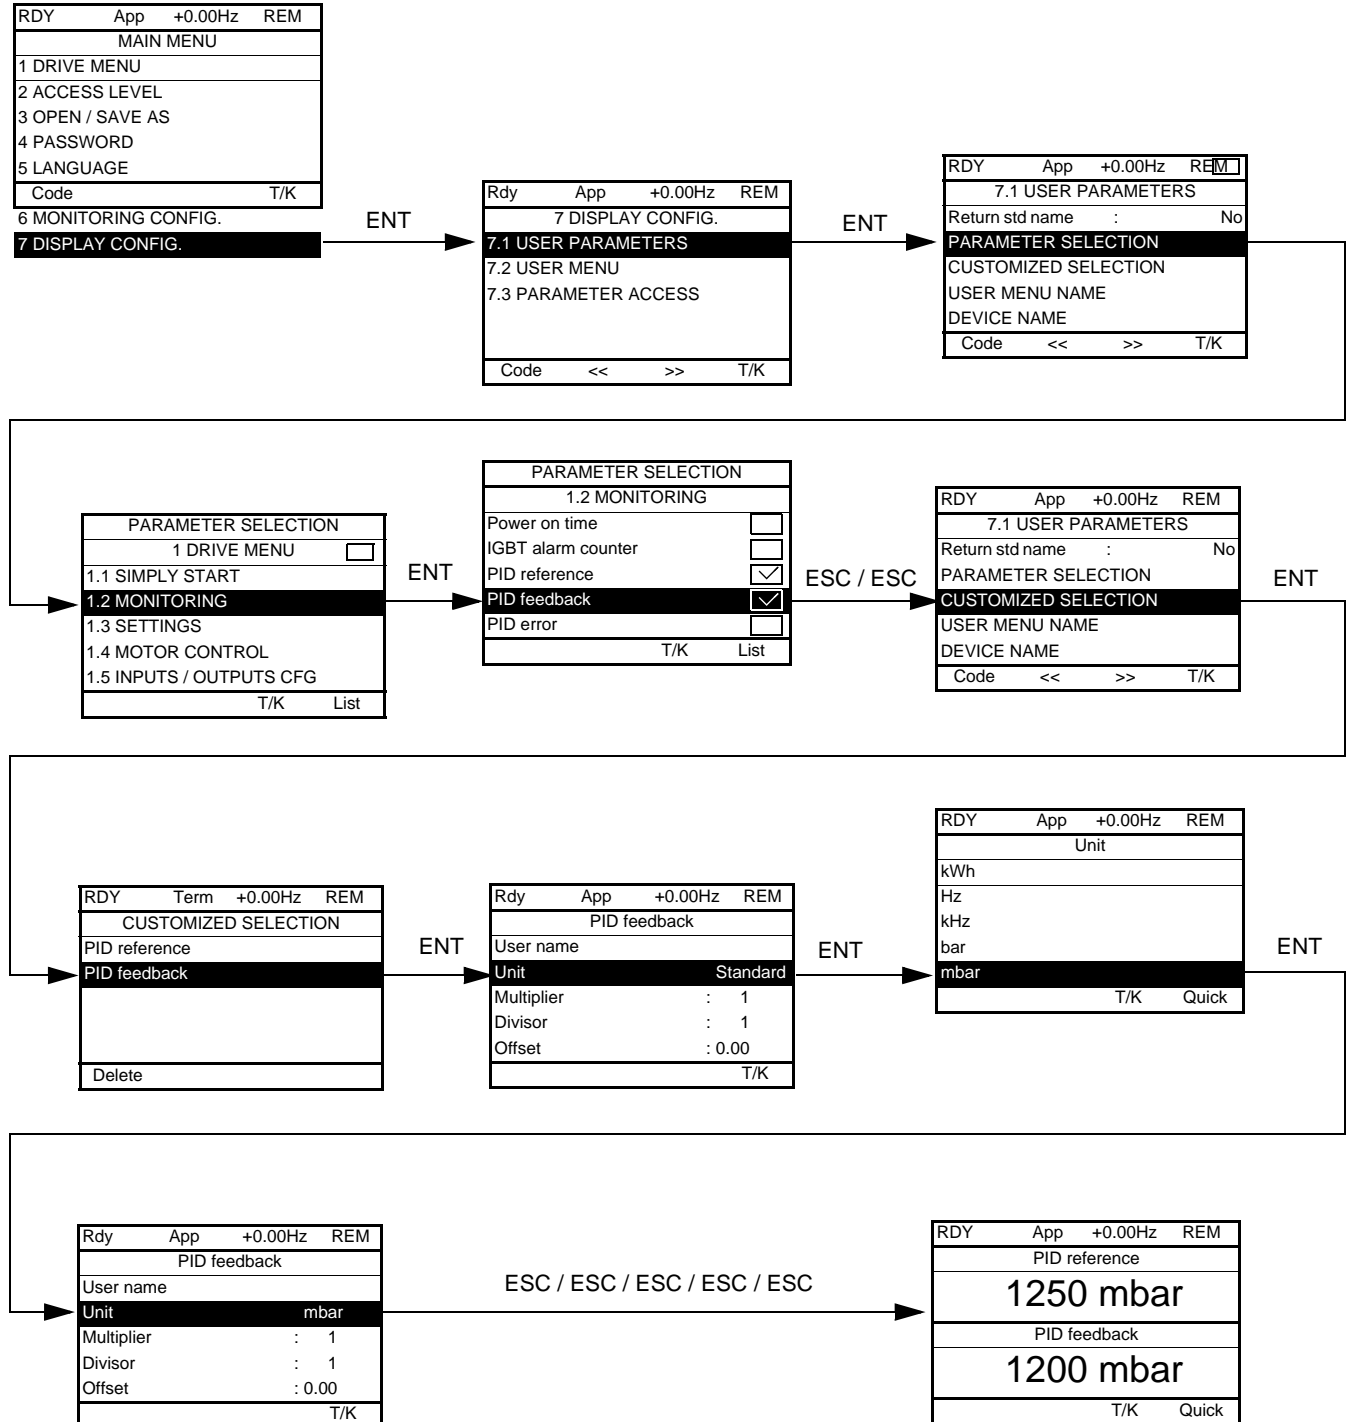 RDY App +0.00Hz REM
MAIN MENU
1 DRIVE MENU
2 ACCESS LEVEL
3 OPEN / SAVE AS
4 PASSWORD
5 LANGUAGE
Code T/K
6 MONITORING CONFIG.
7 DISPLAY CONFIG.
ENT
Rdy App +0.00Hz REM
7 DISPLAY CONFIG.
7.1 USER PARAMETERS
7.2 USER MENU
7.3 PARAMETER ACCESS
Code << >> T/K
ENT
RDY App +0.00Hz REM
7.1 USER PARAMETERS
Return std name : No
PARAMETER SELECTION
CUSTOMIZED SELECTION
USER MENU NAME
DEVICE NAME
Code << >> T/K
PARAMETER SELECTION
1 DRIVE MENU
1.1 SIMPLY START
1.2 MONITORING
1.3 SETTINGS
1.4 MOTOR CONTROL
1.5 INPUTS / OUTPUTS CFG
T/K List
ENT
PARAMETER SELECTION
1.2 MONITORING
Power on time
IGBT alarm counter
PID reference
PID feedback
PID error
T/K List
ESC / ESC
RDY App +0.00Hz REM
7.1 USER PARAMETERS
Return std name : No
PARAMETER SELECTION
CUSTOMIZED SELECTION
USER MENU NAME
DEVICE NAME
Code << >> T/K
ENT
RDY Term +0.00Hz REM
CUSTOMIZED SELECTION
PID reference
PID feedback
Delete
ENT
Rdy App +0.00Hz REM
PID feedback
User name
Unit Standard
Multiplier : 1
Divisor : 1
Offset : 0.00
T/K
ENT
RDY App +0.00Hz REM
Unit
kWh
Hz
kHz
bar
mbar
T/K Quick
ENT
Rdy App +0.00Hz REM
PID feedback
User name
Unit mbar
Multiplier : 1
Divisor : 1
Offset : 0.00
T/K
ESC / ESC / ESC / ESC / ESC
RDY App +0.00Hz REM
PID reference
1250 mbar
PID feedback
1200 mbar
T/K Quick